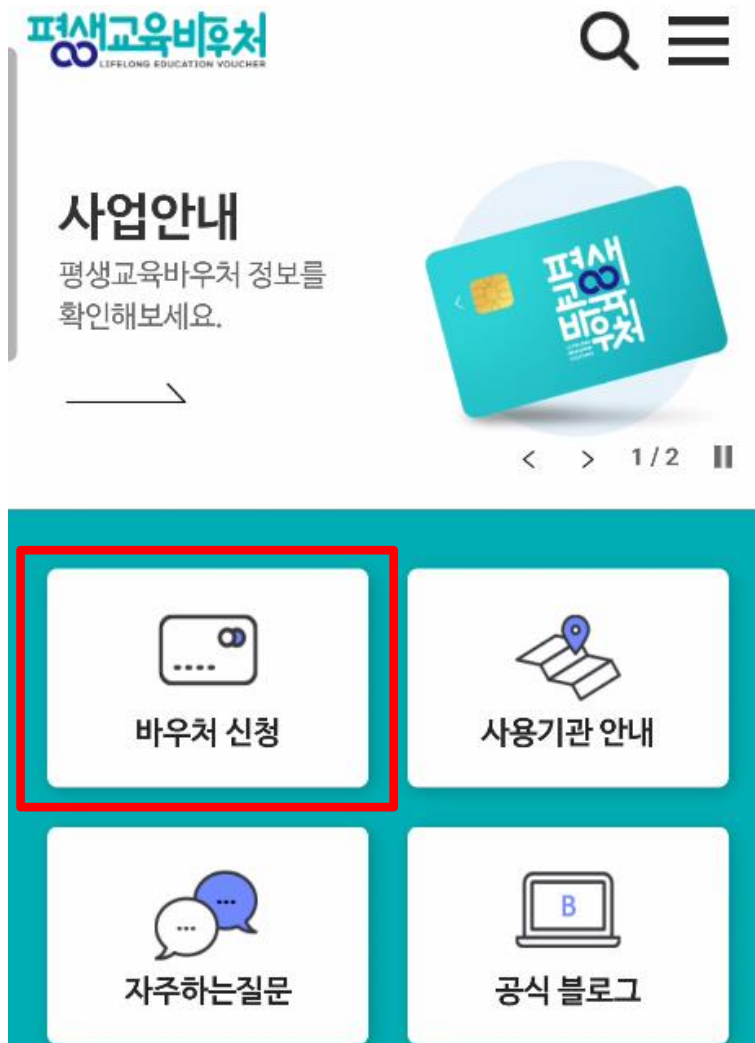 평생교육바우처
LIFELONG EDUCATION VOUCHER
사업안내
평생교육바우처 정보를
확인해보세요.
평생
교육
바우처
< > 1 / 2
바우처 신청
사용기관 안내
자주하는질문
B
공식 블로그